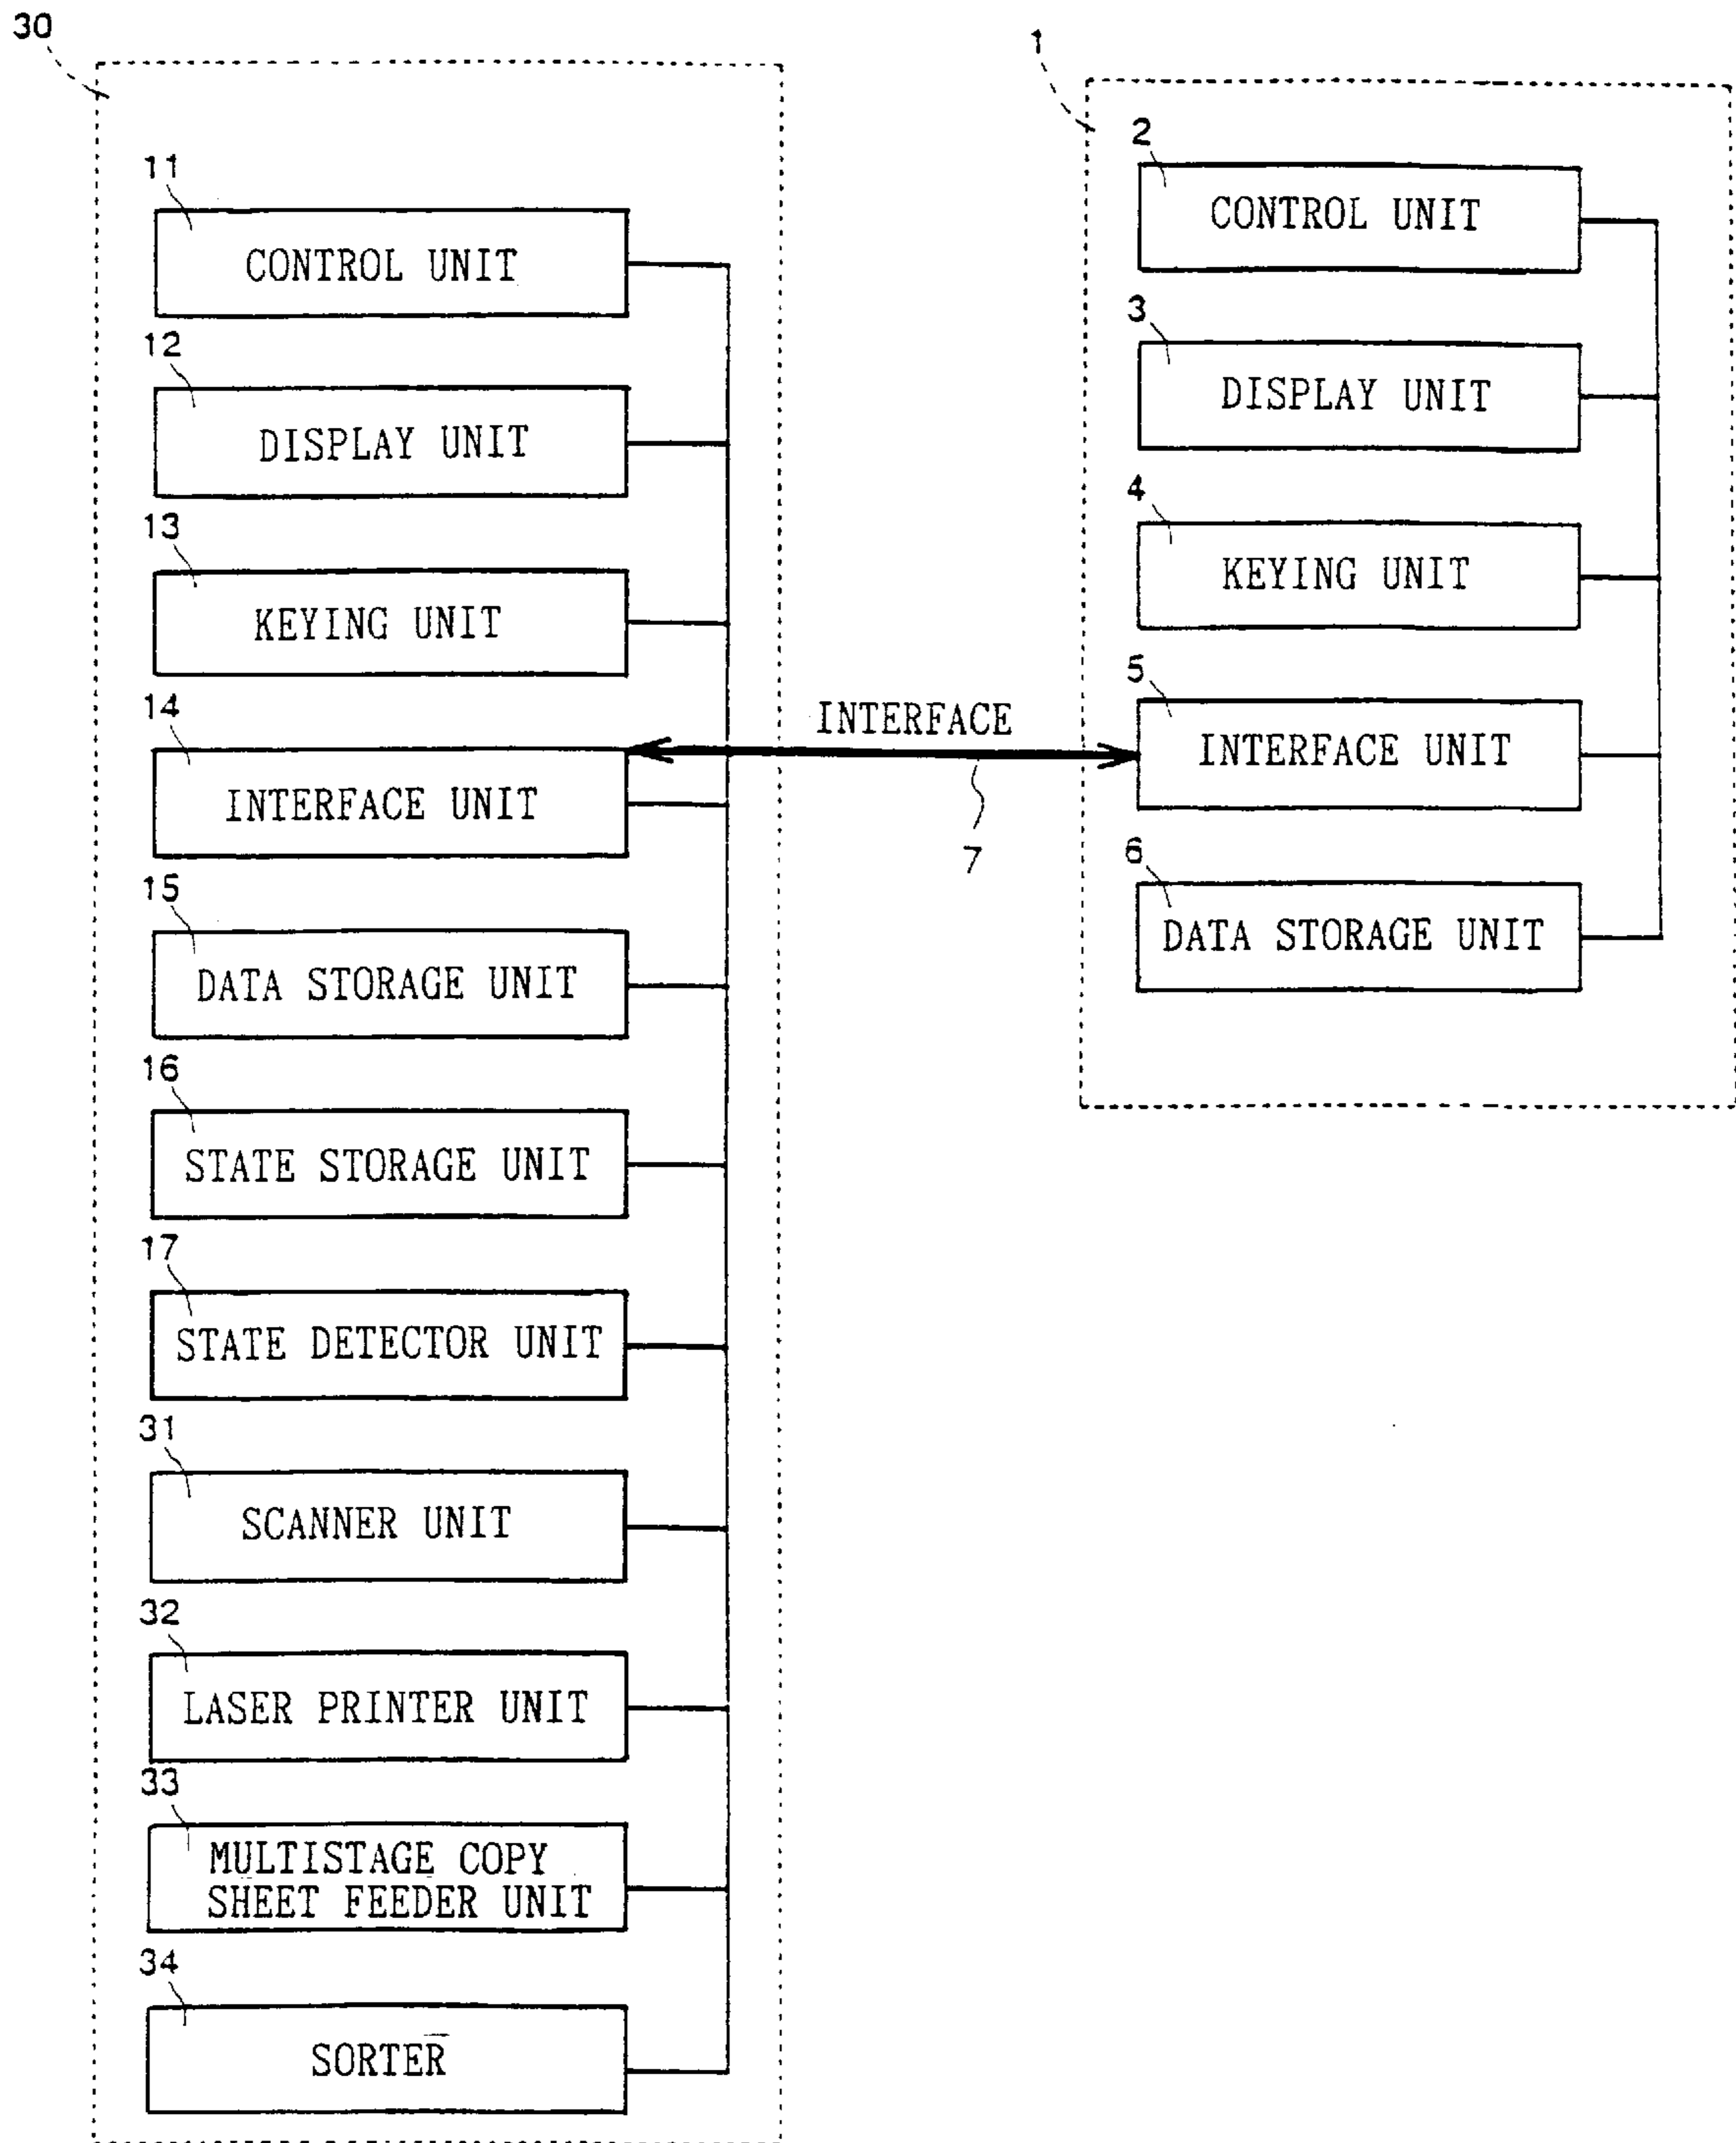 30
11
CONTROL UNIT
12
DISPLAY UNIT
13
KEYING UNIT
14
INTERFACE UNIT
15
DATA STORAGE UNIT
16
STATE STORAGE UNIT
17
STATE DETECTOR UNIT
31
SCANNER UNIT
32
LASER PRINTER UNIT
33
MULTISTAGE COPY
SHEET FEEDER UNIT
34
SORTER
INTERFACE
7
1
2
CONTROL UNIT
3
DISPLAY UNIT
4
KEYING UNIT
5
INTERFACE UNIT
6
DATA STORAGE UNIT